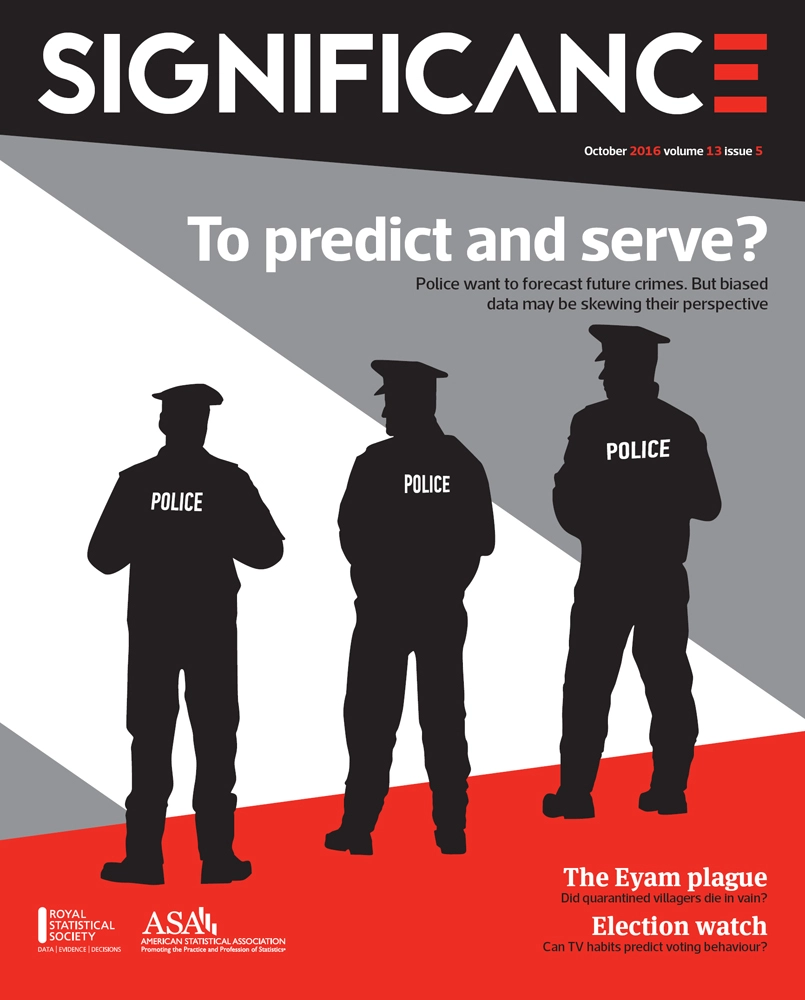 SIGNIFICANCE
October 2016 volume 13 issue 5
To predict and serve?
Police want to forecast future crimes. But biased
data may be skewing their perspective
POLICE
POLICE
POLICE
The Eyam plague
Did quarantined villagers die in vain?
Election watch
Can TV habits predict voting behaviour?
ROYAL
STATISTICAL
SOCIETY
DATA | EVIDENCE | DECISIONS
ASA
AMERICAN STATISTICAL ASSOCIATION
Promoting the Practice and Profession of Statistics®